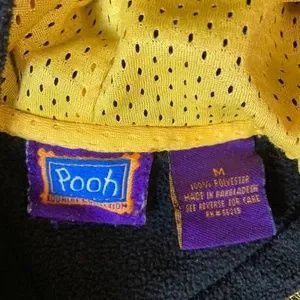 Pooh
M
100% POLYESTER
MADE IN BANGLADESH
SEE REVERSE FOR CARE